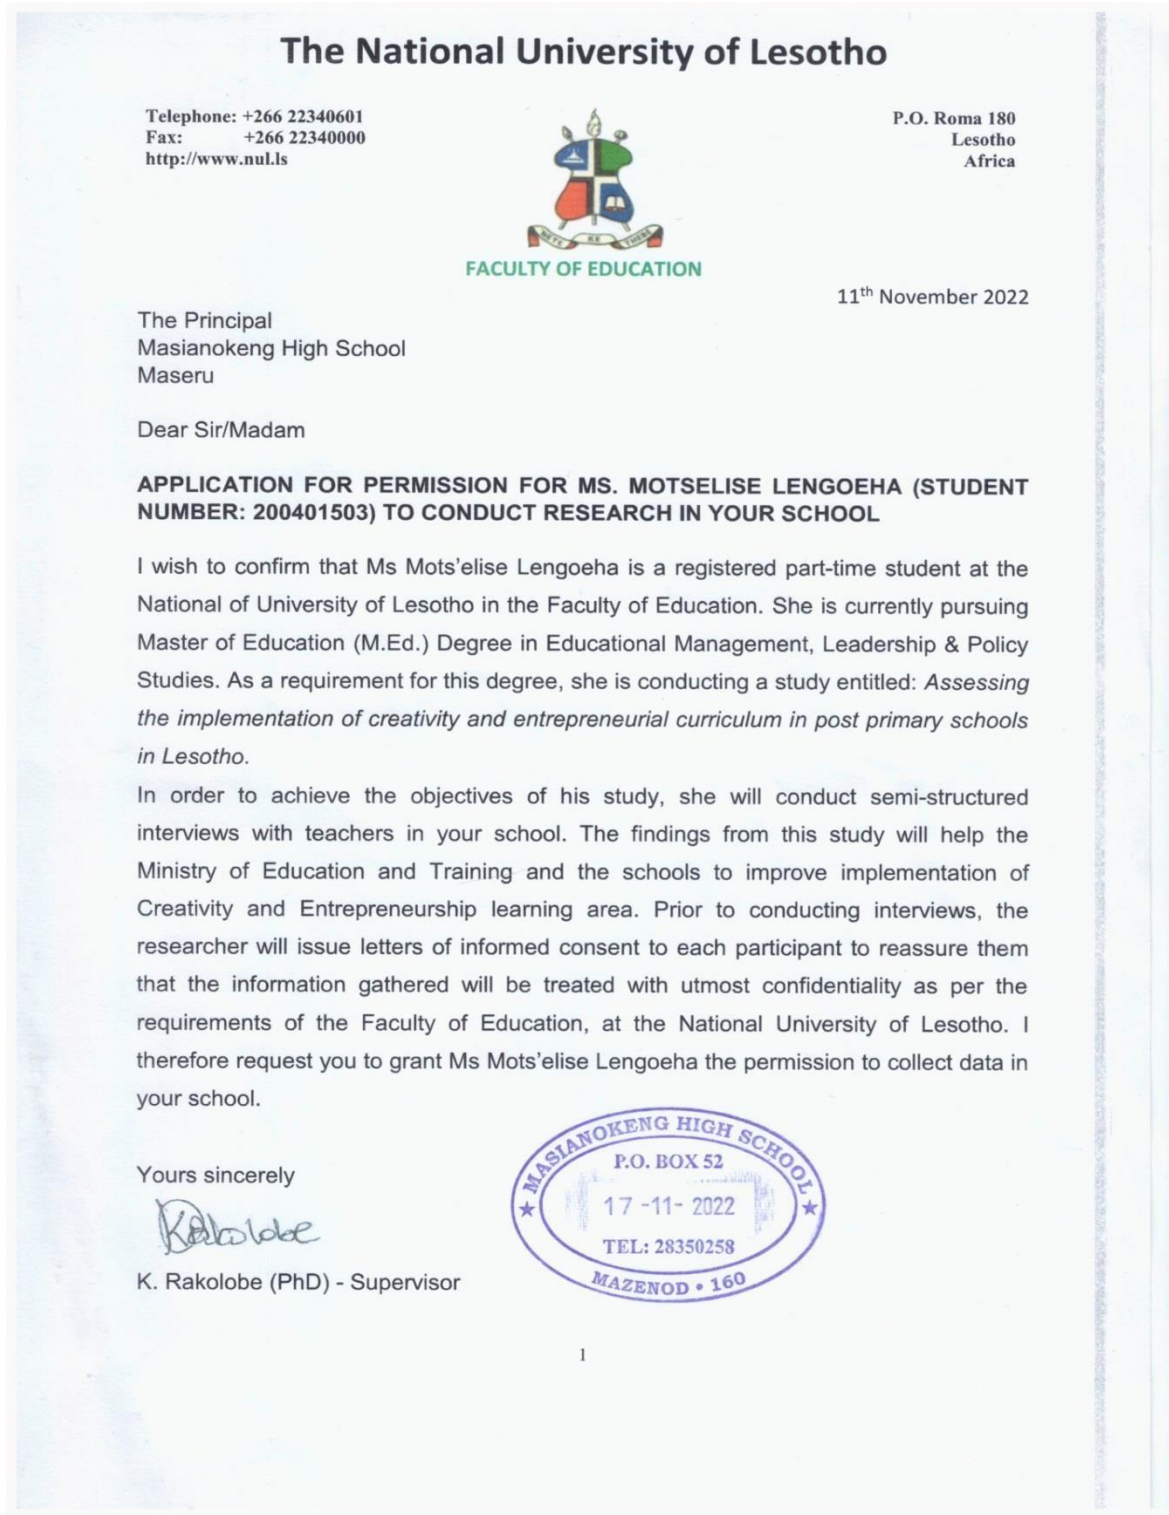 The National University of Lesotho
Telephone: +266 22340601
Fax: +266 22340000
http://www.nul.ls
P.O. Roma 180
Lesotho
Africa
NETE KE THEBE
FACULTY OF EDUCATION
11th November 2022
The Principal
Masianokeng High School
Maseru
Dear Sir/Madam
APPLICATION FOR PERMISSION FOR MS. MOTSELISE LENGOEHA (STUDENT
NUMBER: 200401503) TO CONDUCT RESEARCH IN YOUR SCHOOL
I wish to confirm that Ms Mots’elise Lengoeha is a registered part-time student at the
National of University of Lesotho in the Faculty of Education. She is currently pursuing
Master of Education (M.Ed.) Degree in Educational Management, Leadership & Policy
Studies. As a requirement for this degree, she is conducting a study entitled: Assessing
the implementation of creativity and entrepreneurial curriculum in post primary schools
in Lesotho.
In order to achieve the objectives of his study, she will conduct semi-structured
interviews with teachers in your school. The findings from this study will help the
Ministry of Education and Training and the schools to improve implementation of
Creativity and Entrepreneurship learning area. Prior to conducting interviews, the
researcher will issue letters of informed consent to each participant to reassure them
that the information gathered will be treated with utmost confidentiality as per the
requirements of the Faculty of Education, at the National University of Lesotho. I
therefore request you to grant Ms Mots’elise Lengoeha the permission to collect data in
your school.
Yours sincerely
KRakolobe
K. Rakolobe (PhD) - Supervisor
★ MASIANOKENG HIGH SCHOOL ★
P.O. BOX 52
17 -11- 2022
TEL: 28350258
MAZENOD • 160
1